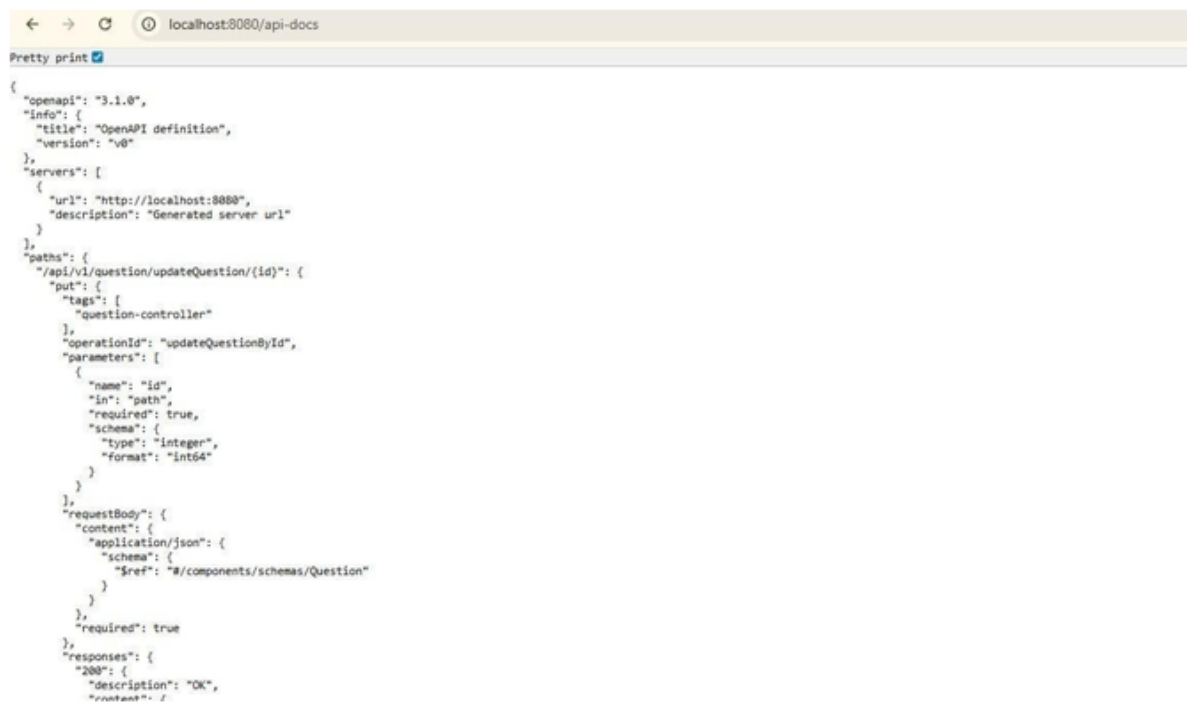 localhost:8080/api-docs
Pretty print
{
"openapi": "3.1.0",
"info": {
"title": "OpenAPI definition",
"version": "v0"
},
"servers": [
{
"url": "http://localhost:8080",
"description": "Generated server url"
}
],
"paths": {
"/api/v1/question/updateQuestion/{id}": {
"put": {
"tags": [
"question-controller"
],
"operationId": "updateQuestionById",
"parameters": [
{
"name": "id",
"in": "path",
"required": true,
"schema": {
"type": "integer",
"format": "int64"
}
}
],
"requestBody": {
"content": {
"application/json": {
"schema": {
"$ref": "#/components/schemas/Question"
}
}
},
"required": true
},
"responses": {
"200": {
"description": "OK",
"content": {